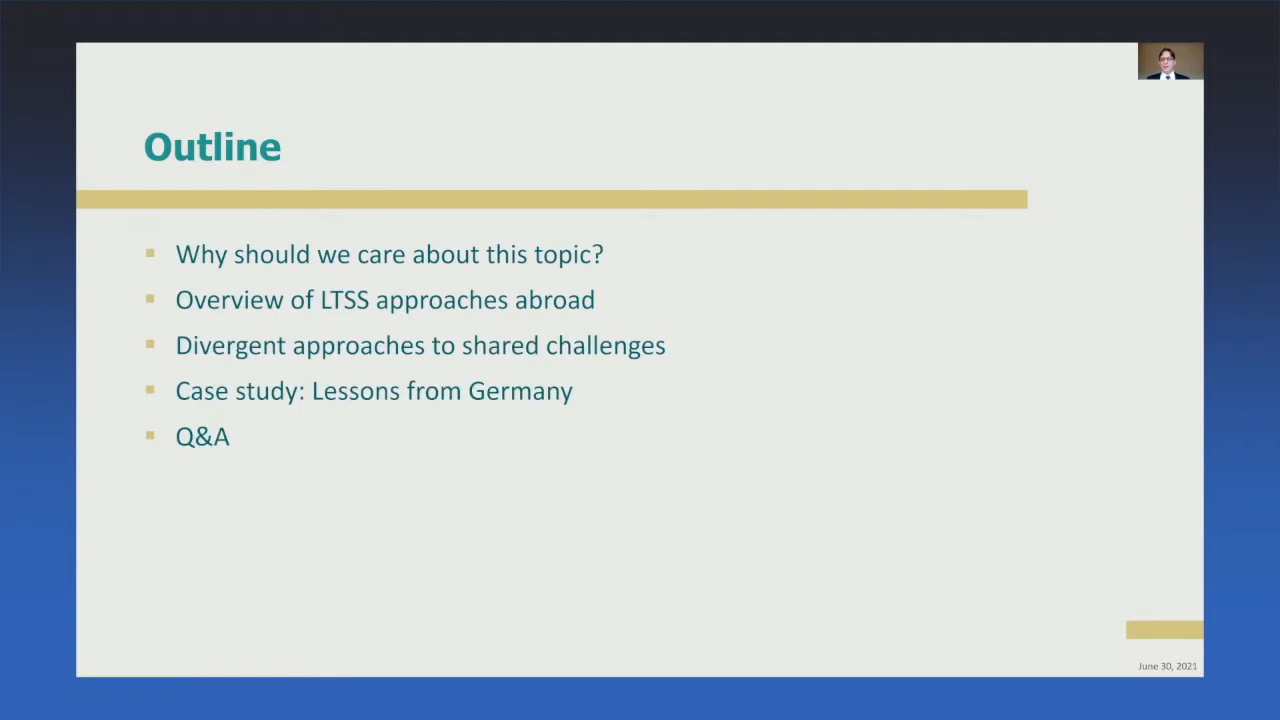 Outline
Why should we care about this topic?
Overview of LTSS approaches abroad
Divergent approaches to shared challenges
Case study: Lessons from Germany
Q&A
June 30, 2021